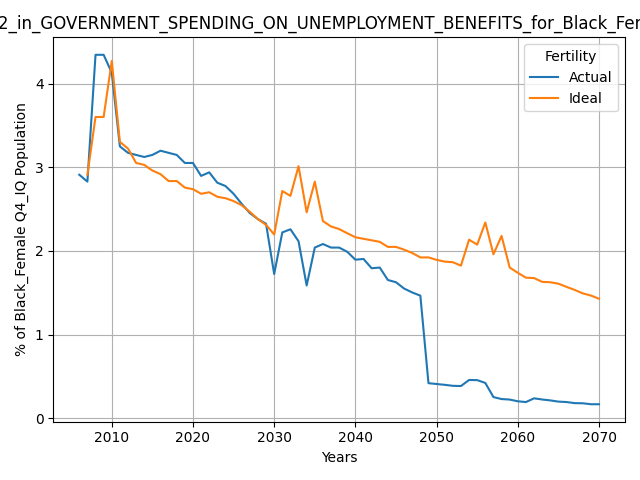 2_in_GOVERNMENT_SPENDING_ON_UNEMPLOYMENT_BENEFITS_for_Black_Fer
Fertility
Actual
Ideal
% of Black_Female Q4_IQ Population
4
3
2
1
0
2010 2020 2030 2040 2050 2060 2070
Years